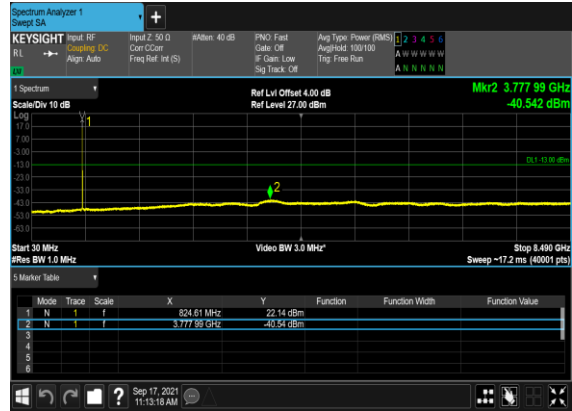 Spectrum Analyzer 1
Swept SA
+
KEYSIGHT Input: RF Input Z: 50 Ω #Atten: 40 dB PNO: Fast Avg Type: Power (RMS) 1 2 3 4 5 6
R L Coupling: DC Corr CCorr Gate: Off Avg|Hold: 100/100 A W W W W W
Align: Auto Freq Ref: Int (S) IF Gain: Low Trig: Free Run
Sig Track: Off A N N N N N
1 Spectrum Ref Lvl Offset 4.00 dB Mkr2 3.777 99 GHz
Scale/Div 10 dB Ref Level 27.00 dBm -40.542 dBm
Log
17.0 1
7.00
-3.00
-13.0 DL1 -13.00 dBm
-23.0
-33.0 2
-43.0
-53.0
-63.0
Start 30 MHz Video BW 3.0 MHz* Stop 8.490 GHz
#Res BW 1.0 MHz Sweep ~17.2 ms (40001 pts)
5 Marker Table
Mode Trace Scale X Y Function Function Width Function Value
1 N 1 f 824.61 MHz 22.14 dBm
2 N 1 f 3.777 99 GHz -40.54 dBm
3
4
5
6
? Sep 17, 2021
11:13:18 AM